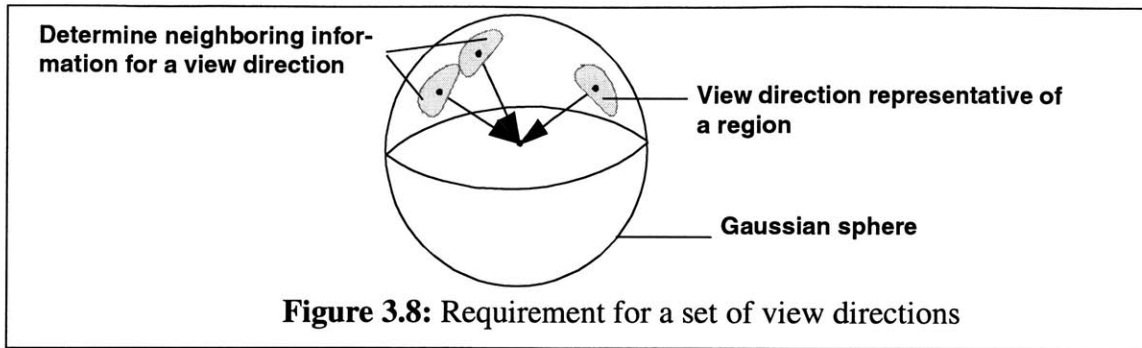 Determine neighboring infor-
mation for a view direction
View direction representative of
a region
Gaussian sphere
Figure 3.8: Requirement for a set of view directions